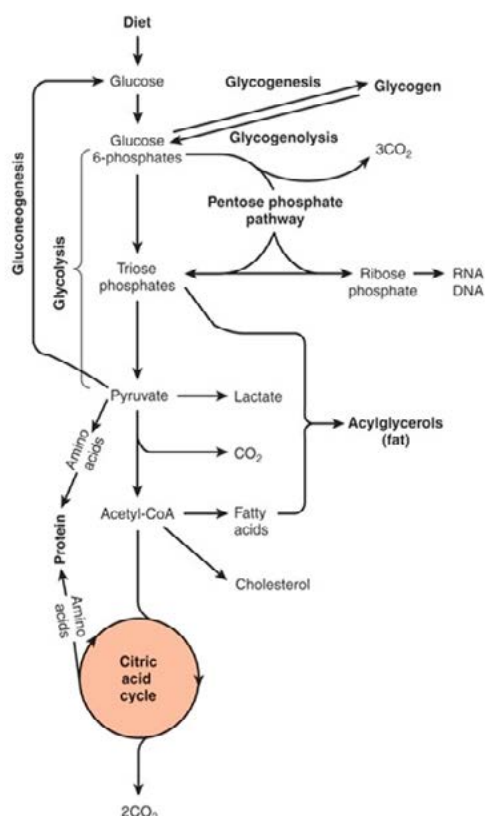 Diet
Glucose
Glycogenesis
Glycogen
Glycogenolysis
Glucose
6-phosphates
3CO₂
Gluconeogenesis
Glycolysis
Pentose phosphate
pathway
Triose
phosphates
Ribose
phosphate
RNA
DNA
Pyruvate
Lactate
Acylglycerols
(fat)
Amino
acids
CO₂
Acetyl-CoA
Fatty
acids
Protein
Cholesterol
Amino
acids
Citric
acid
cycle
2CO₂